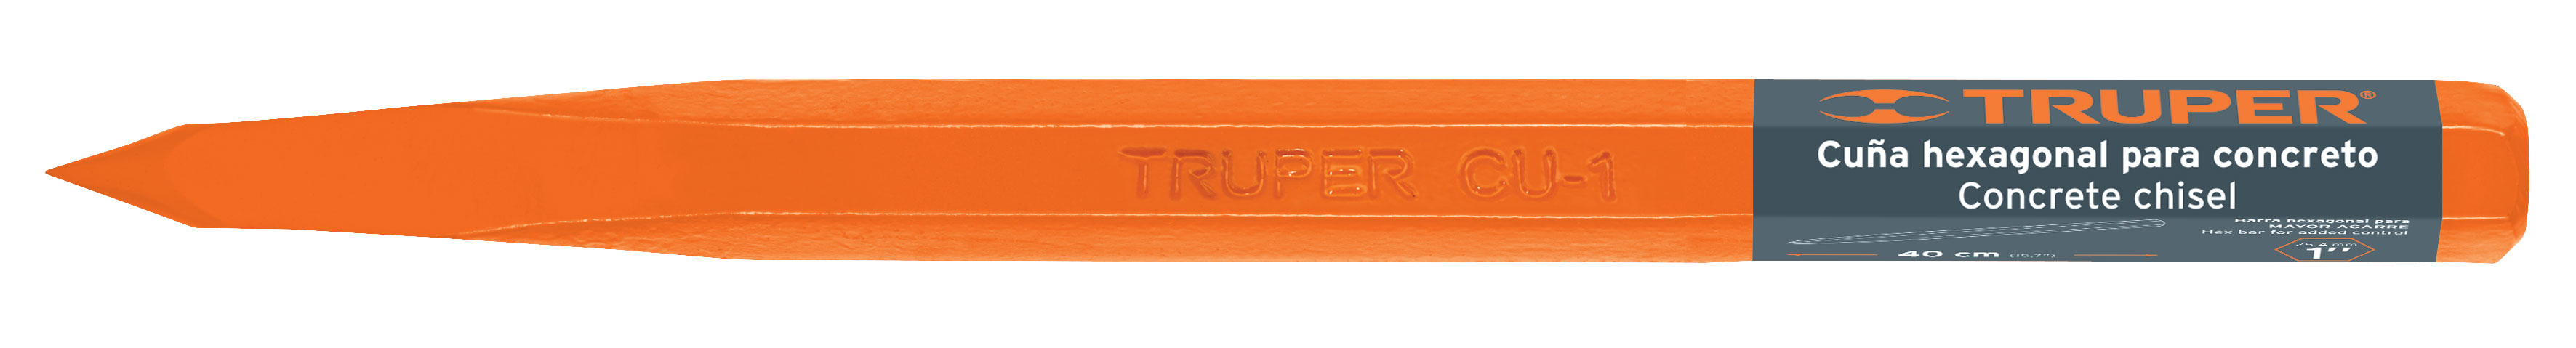 TRUPER CU-1
TRUPER®
Cuña hexagonal para concreto
Concrete chisel
Barra hexagonal para
MAYOR AGARRE
Hex bar for added control
40 cm (15.7")
25.4 mm
1"